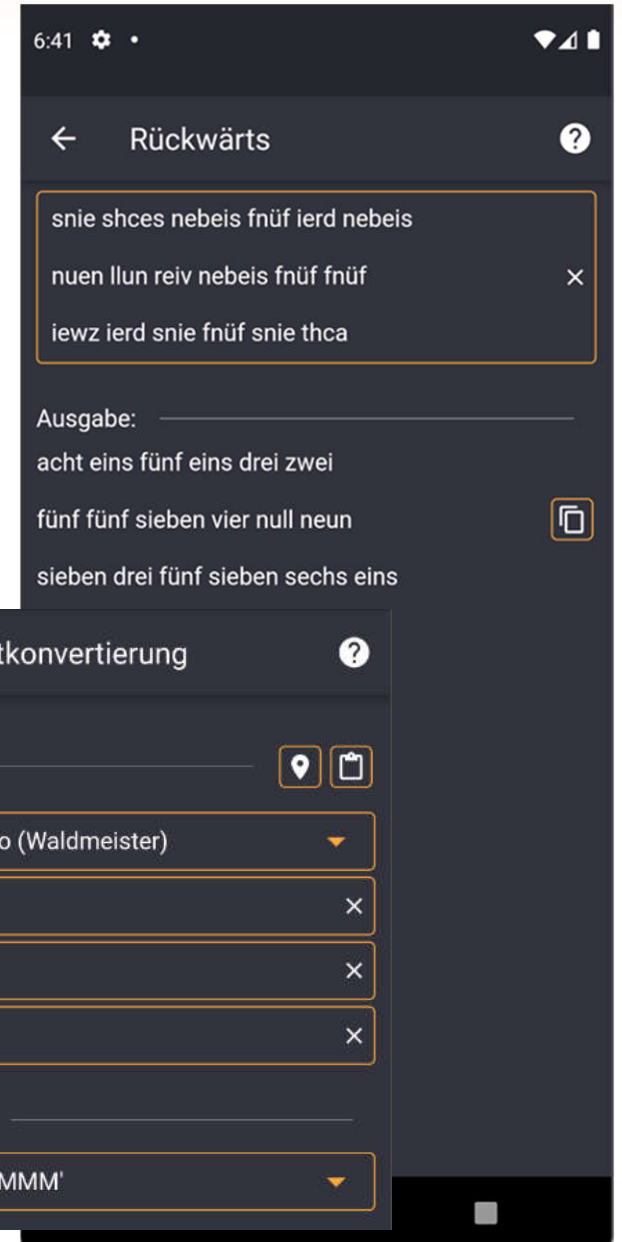 6:41
Rückwärts
snie shces nebeis fnüf ierd nebeis
nuen llun reiv nebeis fnüf fnüf
iewz ierd snie fnüf snie thca
Ausgabe:
acht eins fünf eins drei zwei
fünf fünf sieben vier null neun
sieben drei fünf sieben sechs eins
tkonvertierung
o (Waldmeister)
MMM'